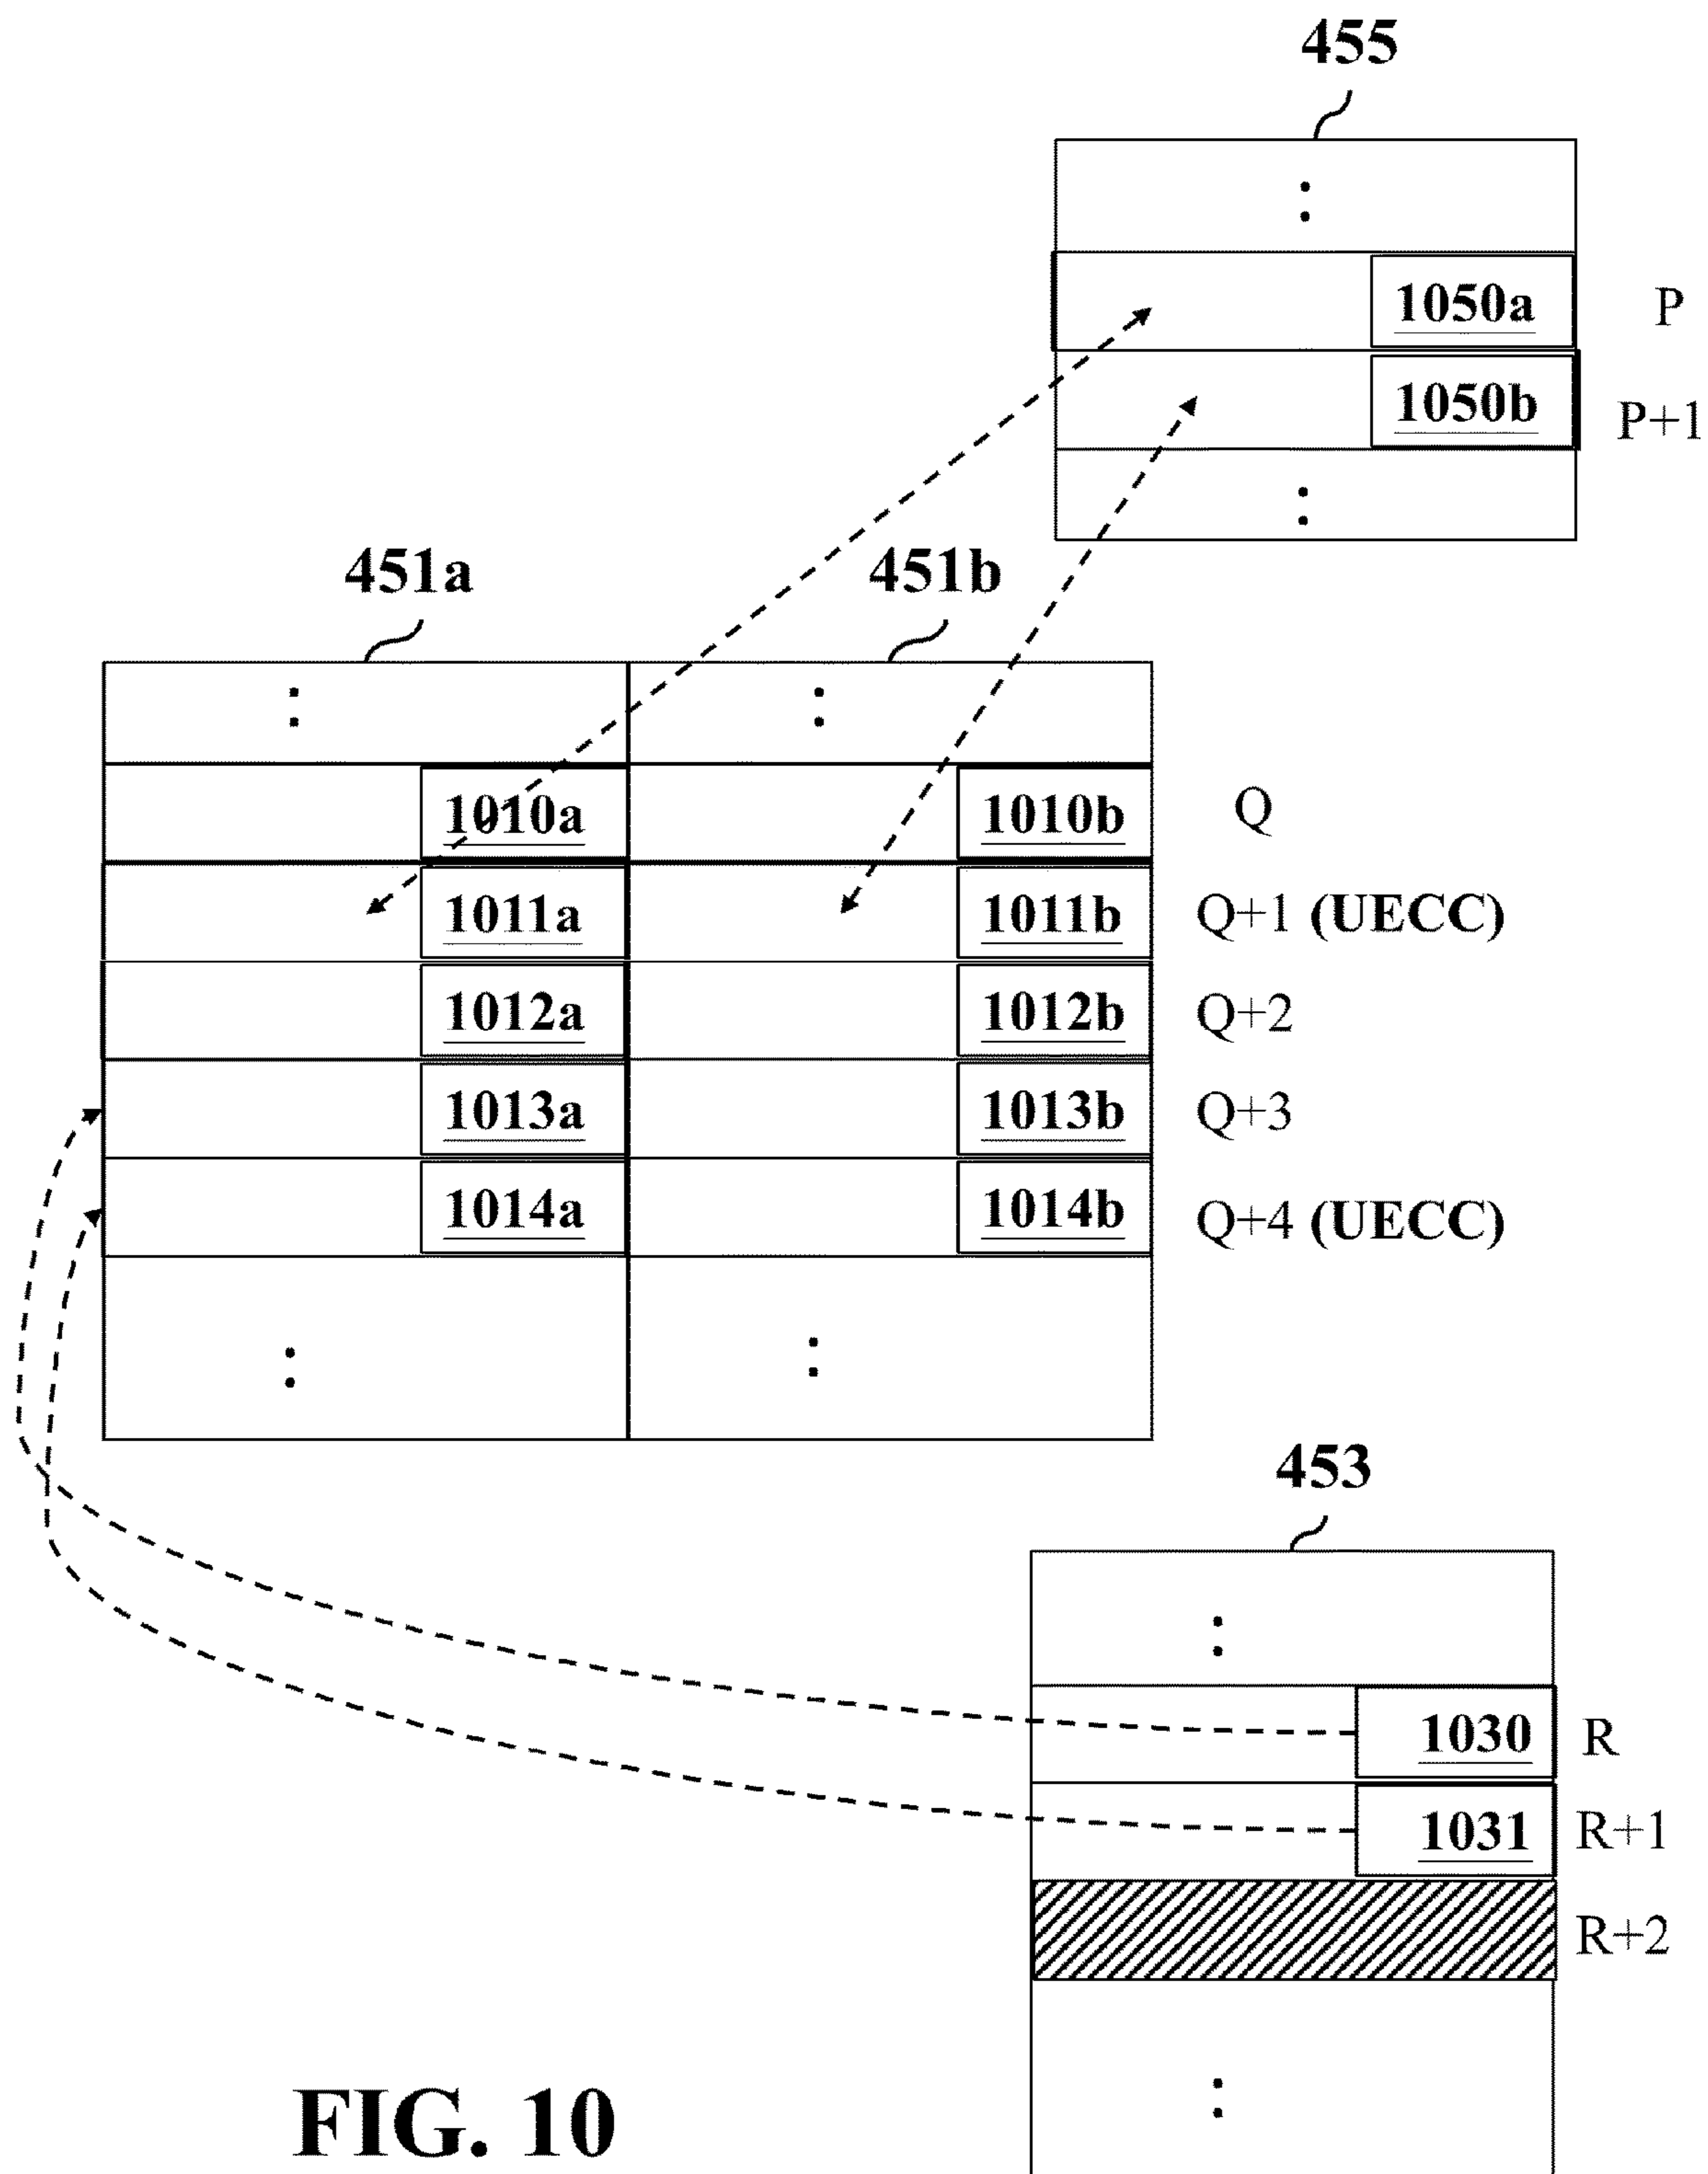 455
1050a P
1050b P+1
451a 451b
1010a 1010b Q
1011a 1011b Q+1 (UECC)
1012a 1012b Q+2
1013a 1013b Q+3
1014a 1014b Q+4 (UECC)
453
1030 R
1031 R+1
R+2
FIG. 10